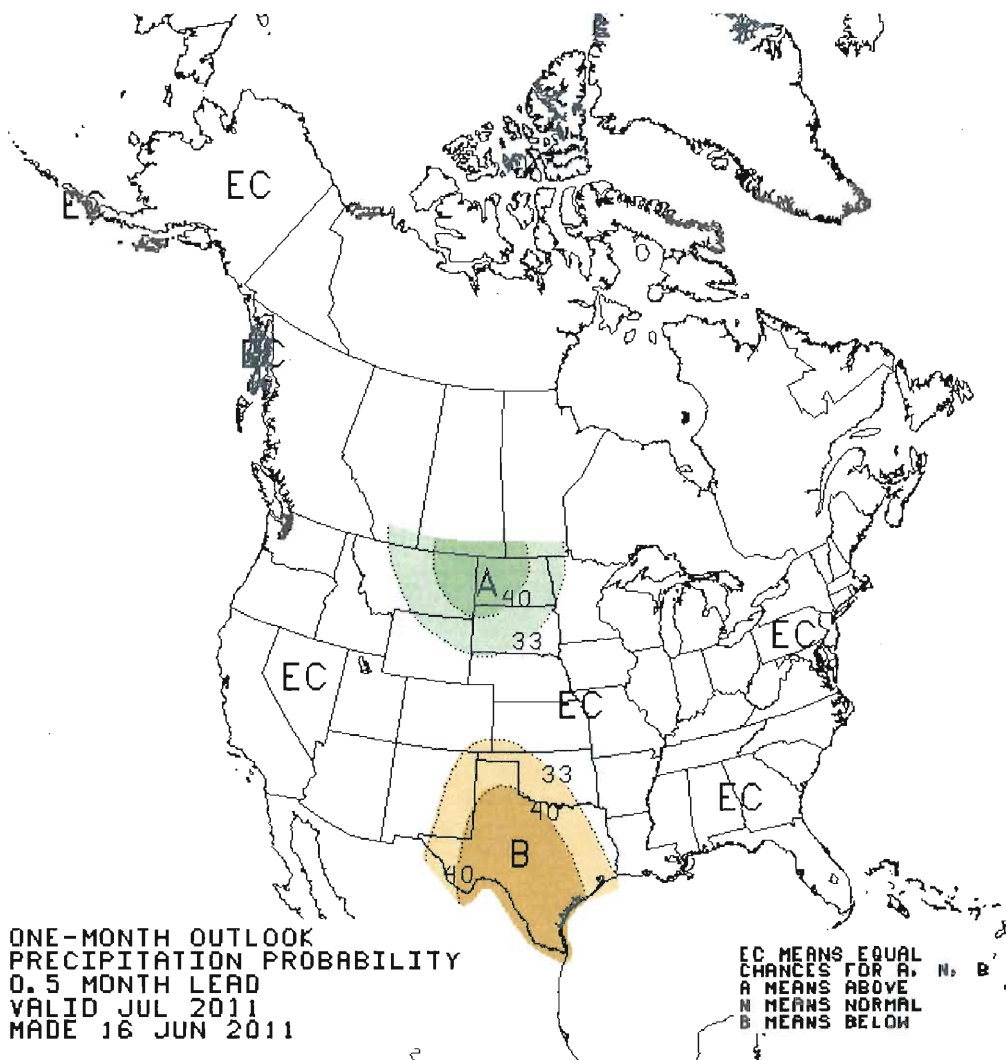 EC
EC
EC
A
40
33
EC
EC
EC
33
40
EC
B
40
ONE-MONTH OUTLOOK
PRECIPITATION PROBABILITY
0.5 MONTH LEAD
VALID JUL 2011
MADE 16 JUN 2011
EC MEANS EQUAL
CHANCES FOR A, N, B
A MEANS ABOVE
N MEANS NORMAL
B MEANS BELOW